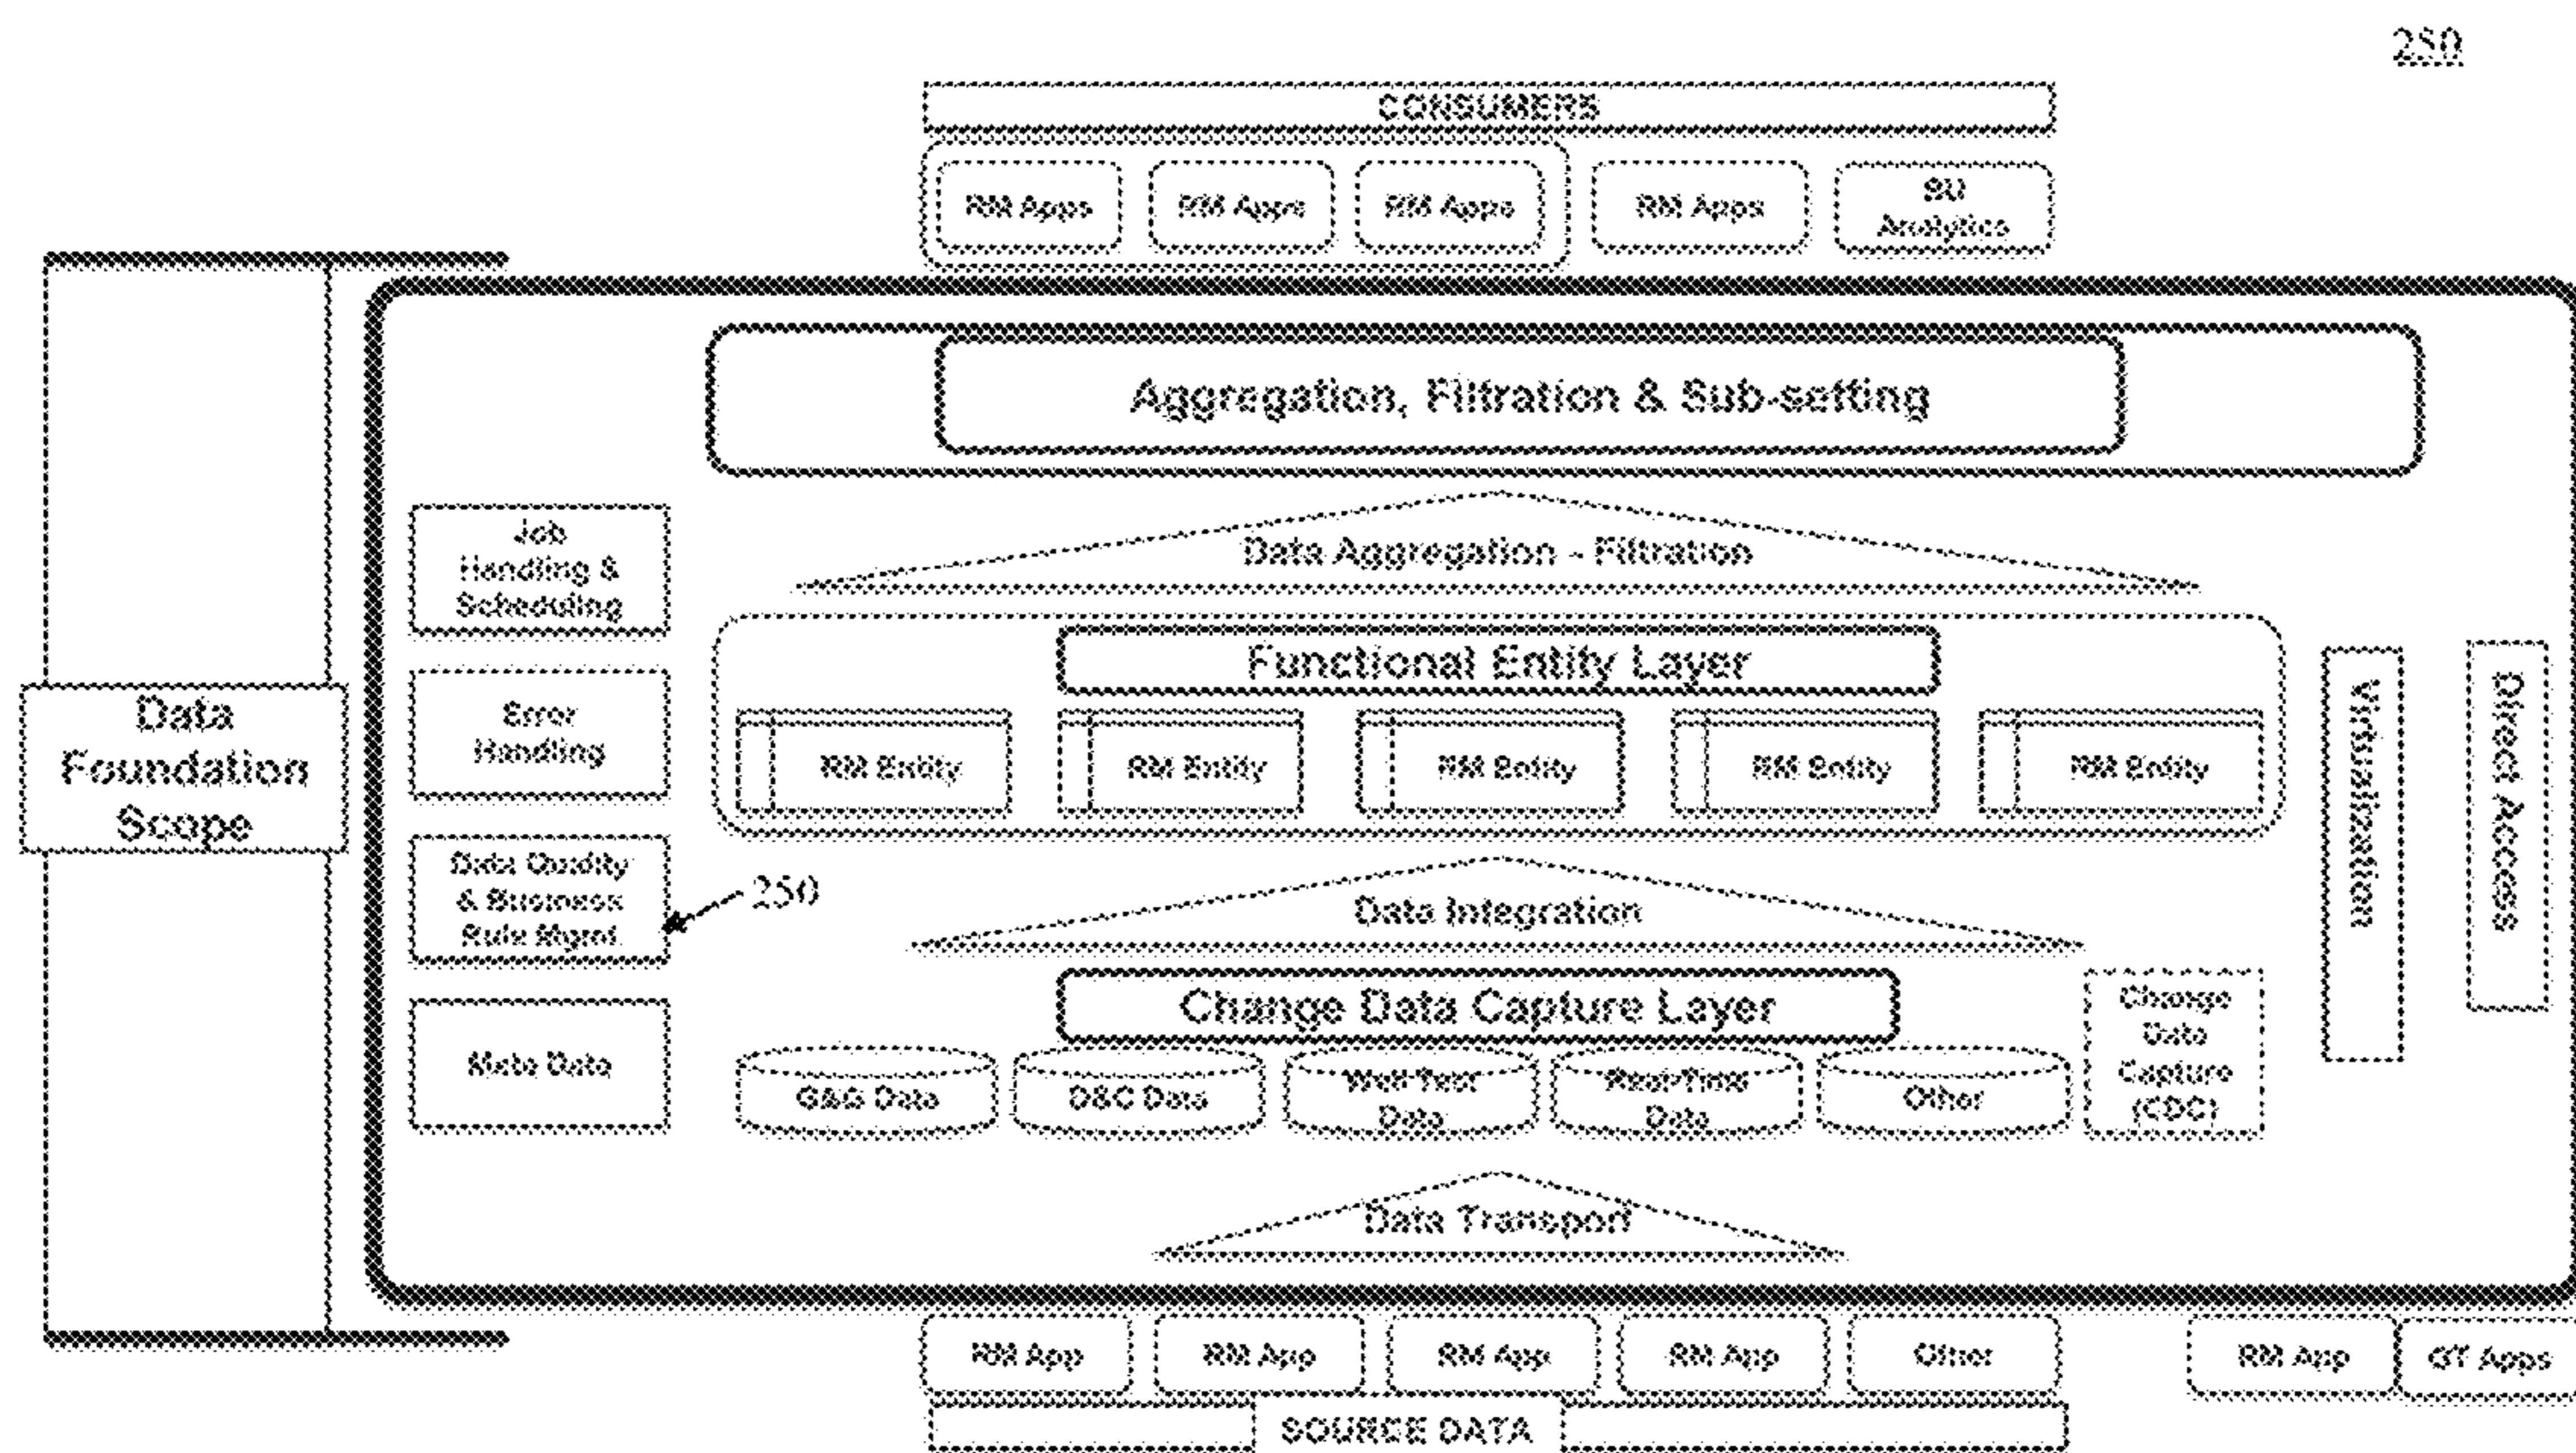 250
CONSUMERS
RM Apps
RM Apps
RM Apps
RM Apps
BU
Analytics
Aggregation, Filtration & Sub-setting
Job
Handling &
Scheduling
Data Aggregation - Filtration
Functional Entity Layer
Data
Foundation
Scope
Error
Handling
RM Entity
RM Entity
RM Entity
RM Entity
RM Entity
Virtualization
Direct Access
Data Quality
& Business
Rule Mgmt.
250
Data Integration
Change Data Capture Layer
Meta Data
G&G Data
D&C Data
Well-Test
Data
Real-Time
Data
Other
Change
Data
Capture
(CDC)
Data Transport
RM App
RM App
RM App
RM App
Other
RM App
GT Apps
SOURCE DATA